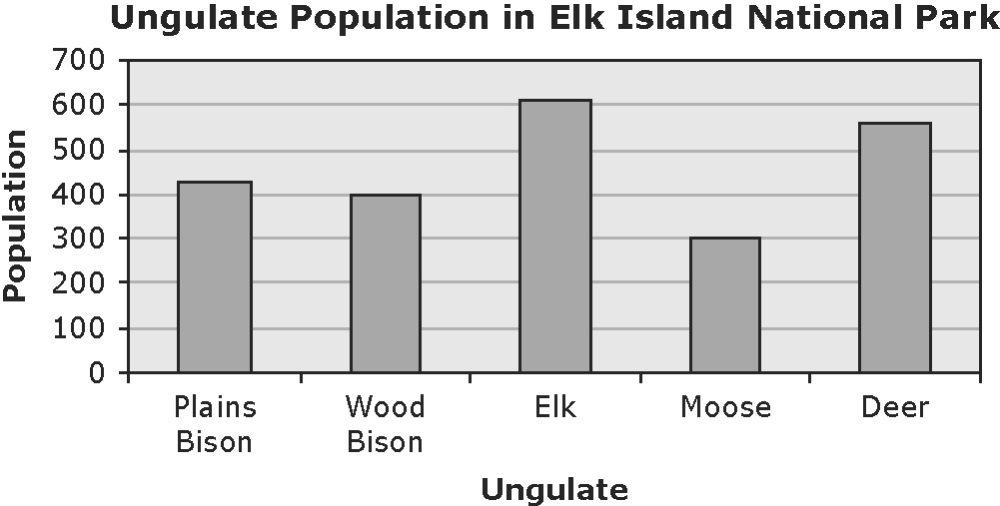 Ungulate Population in Elk Island National Park
Population
700
600
500
400
300
200
100
0
Plains
Bison
Wood
Bison
Elk
Moose
Deer
Ungulate